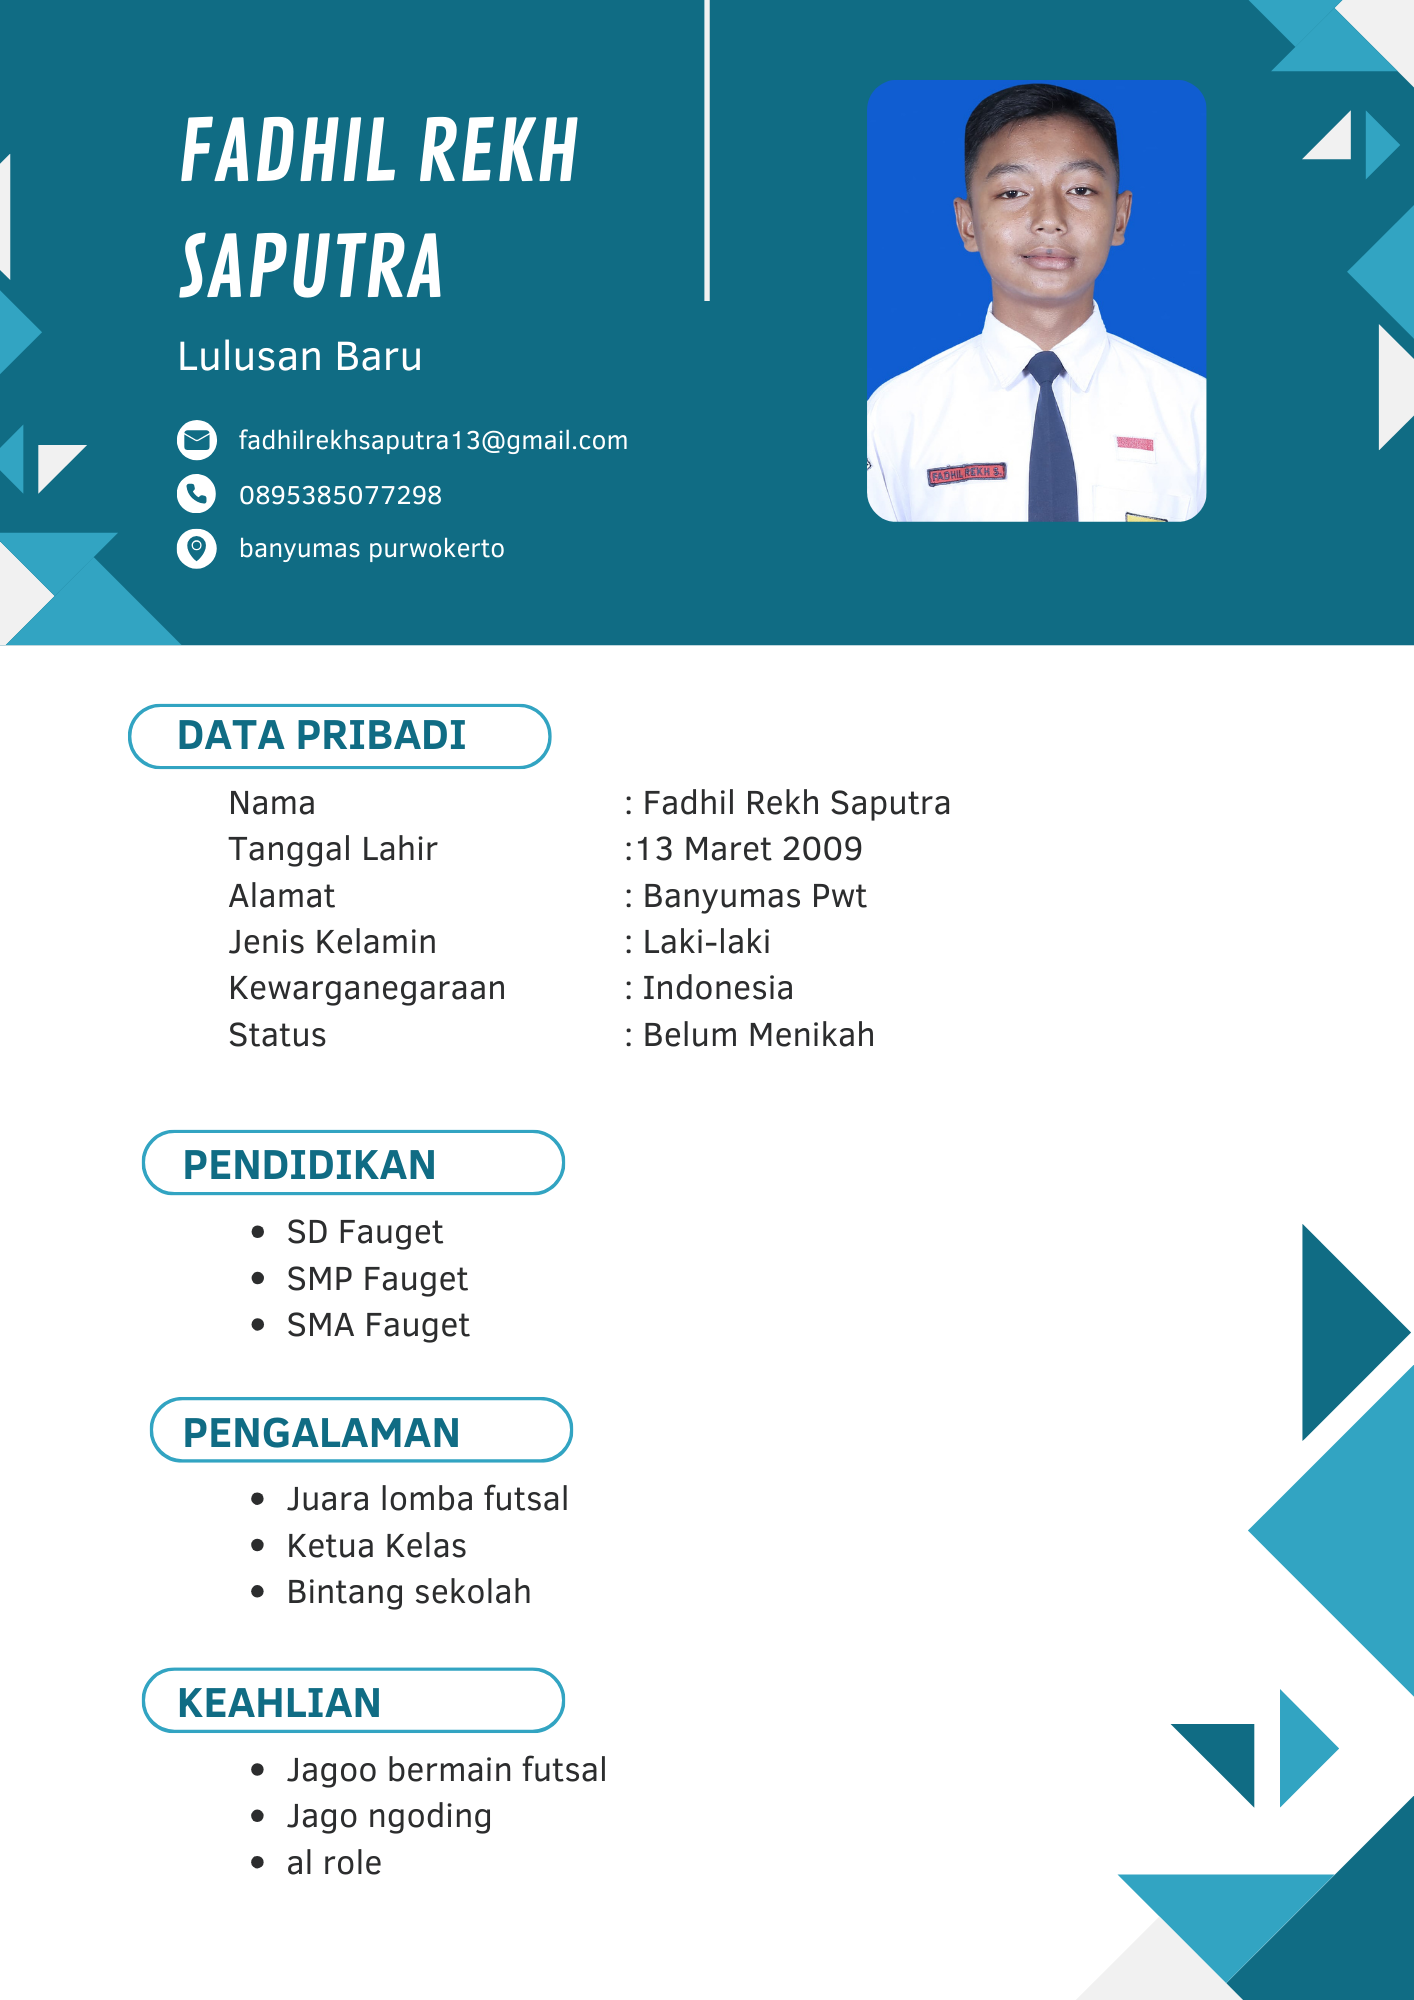 FADHIL REKH
SAPUTRA
Lulusan Baru
fadhilrekhsaputra13@gmail.com
0895385077298
banyumas purwokerto
FADHIL REKH S.
DATA PRIBADI
Nama : Fadhil Rekh Saputra
Tanggal Lahir :13 Maret 2009
Alamat : Banyumas Pwt
Jenis Kelamin : Laki-laki
Kewarganegaraan : Indonesia
Status : Belum Menikah
PENDIDIKAN
• SD Fauget
• SMP Fauget
• SMA Fauget
PENGALAMAN
• Juara lomba futsal
• Ketua Kelas
• Bintang sekolah
KEAHLIAN
• Jagoo bermain futsal
• Jago ngoding
• al role